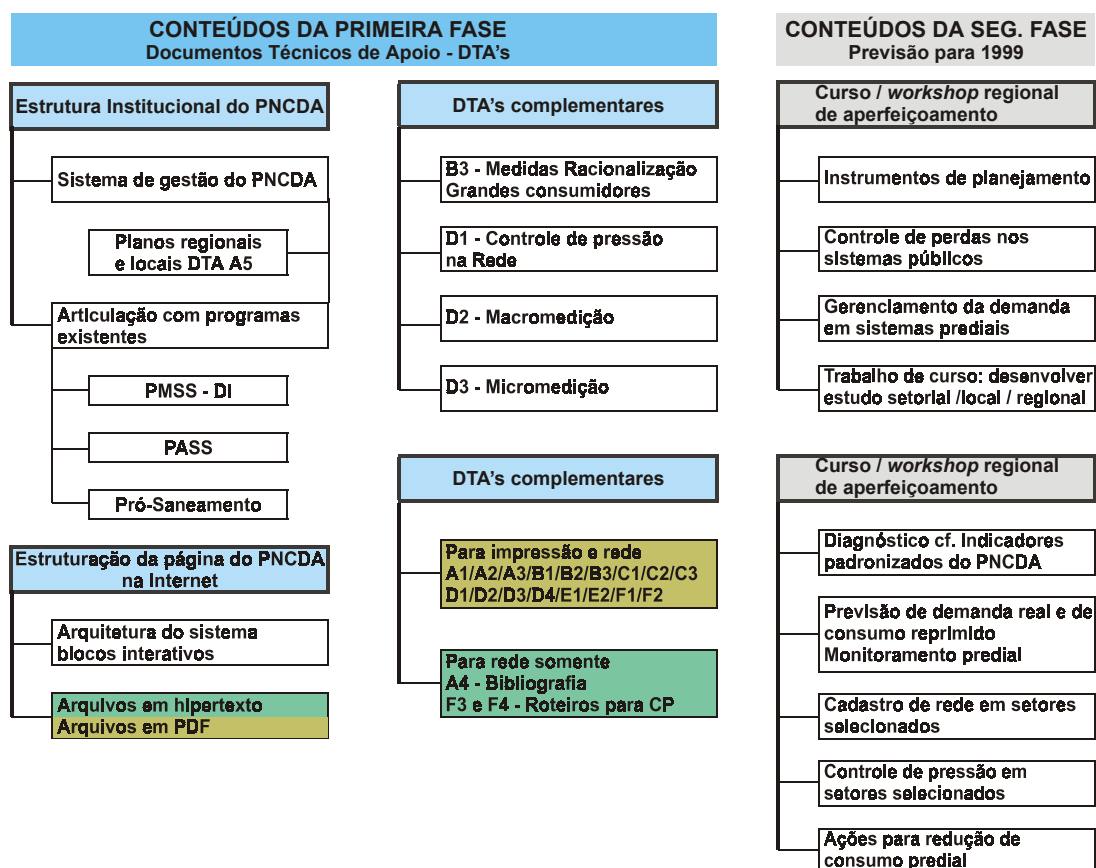 CONTEÚDOS DA PRIMEIRA FASE
Documentos Técnicos de Apoio - DTA's
Estrutura Institucional do PNCDA
Sistema de gestão do PNCDA
Planos regionais
e locais DTA A5
Articulação com programas
existentes
PMSS - DI
PASS
Pró-Saneamento
Estruturação da página do PNCDA
na Internet
Arquitetura do sistema
blocos interativos
Arquivos em hipertexto
Arquivos em PDF
DTA's complementares
B3 - Medidas Racionalização
Grandes consumidores
D1 - Controle de pressão
na Rede
D2 - Macromedição
D3 - Micromedição
DTA's complementares
Para impressão e rede
A1/A2/A3/B1/B2/B3/C1/C2/C3
D1/D2/D3/D4/E1/E2/F1/F2
Para rede somente
A4 - Bibliografia
F3 e F4 - Roteiros para CP
CONTEÚDOS DA SEG. FASE
Previsão para 1999
Curso / workshop regional
de aperfeiçoamento
Instrumentos de planejamento
Controle de perdas nos
sistemas públicos
Gerenciamento da demanda
em sistemas prediais
Trabalho de curso: desenvolver
estudo setorial /local / regional
Curso / workshop regional
de aperfeiçoamento
Diagnóstico cf. Indicadores
padronizados do PNCDA
Previsão de demanda real e de
consumo reprimido
Monitoramento predial
Cadastro de rede em setores
selecionados
Controle de pressão em
setores selecionados
Ações para redução de
consumo predial